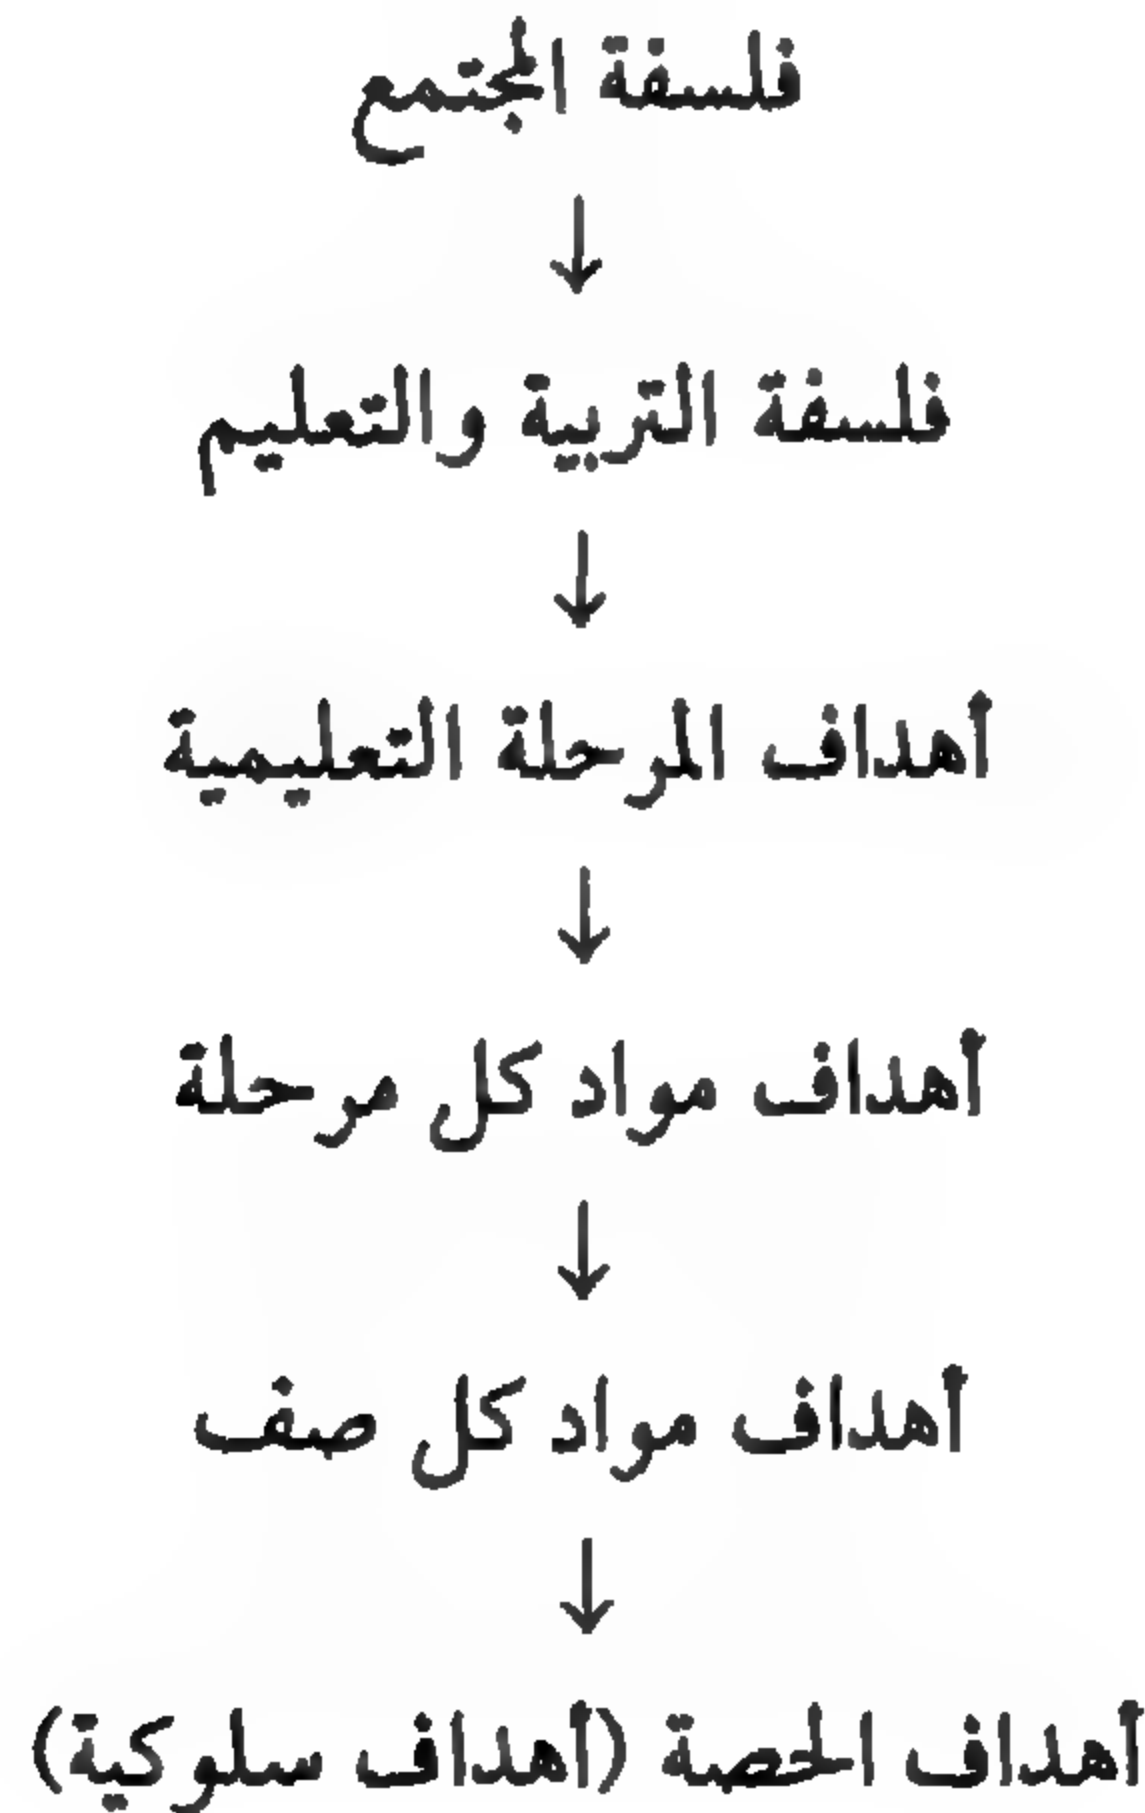 فلسفة المجتمع
↓
فلسفة التربية والتعليم
↓
أهداف المرحلة التعليمية
↓
أهداف مواد كل مرحلة
↓
أهداف مواد كل صف
↓
أهداف الحصة (أهداف سلوكية)